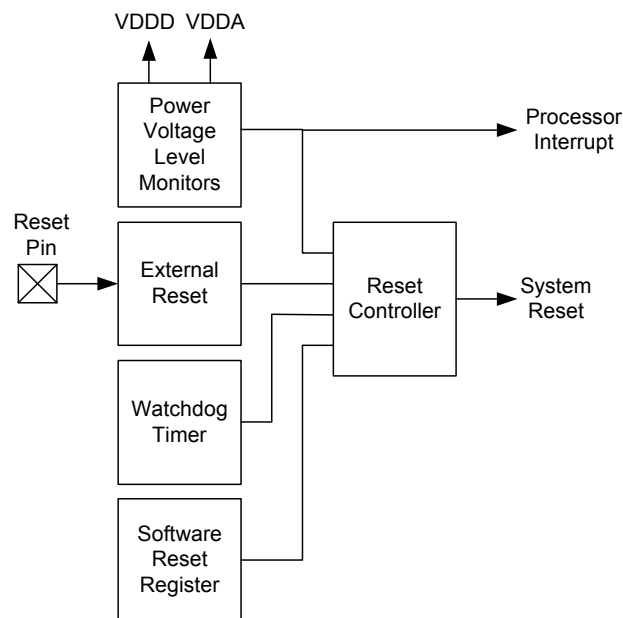 VDDD VDDA
Power
Voltage
Level
Monitors
Processor
Interrupt
Reset
Pin
External
Reset
Reset
Controller
System
Reset
Watchdog
Timer
Software
Reset
Register